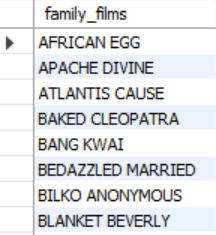 family_films
AFRICAN EGG
APACHE DIVINE
ATLANTIS CAUSE
BAKED CLEOPATRA
BANG KWAI
BEDAZZLED MARRIED
BILKO ANONYMOUS
BLANKET BEVERLY